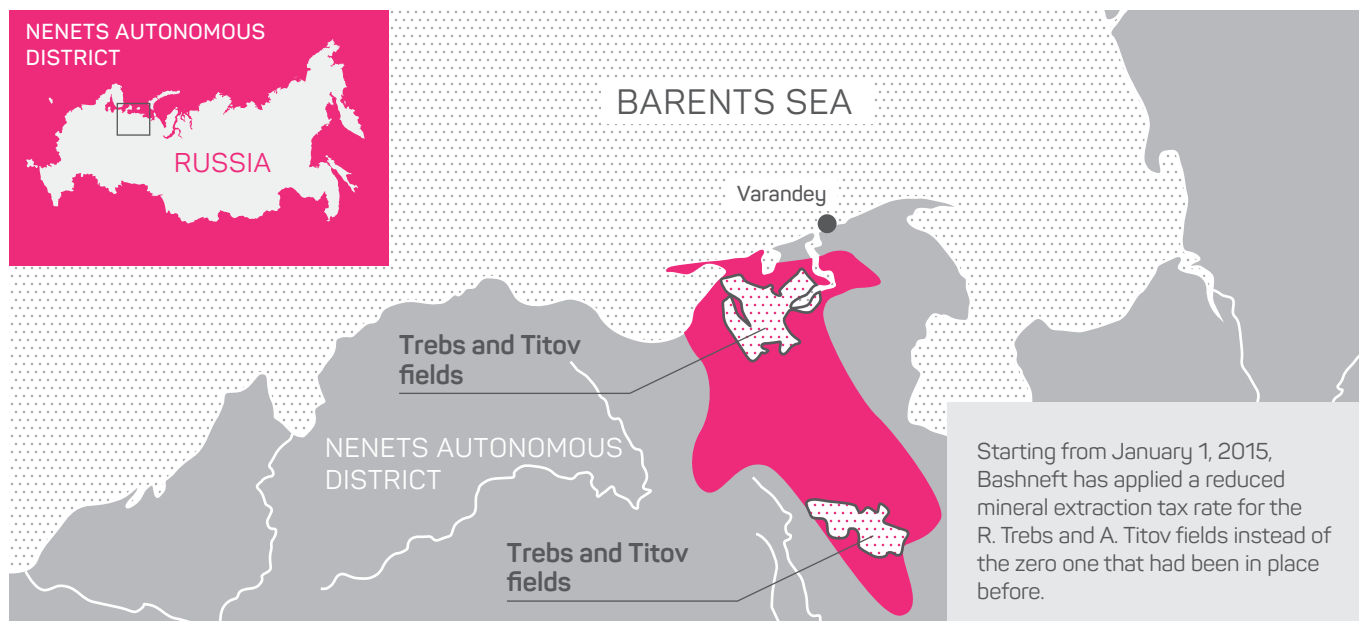 NENETS AUTONOMOUS
DISTRICT
RUSSIA
BARENTS SEA
Varandey
Trebs and Titov
fields
NENETS AUTONOMOUS
DISTRICT
Trebs and Titov
fields
Starting from January 1, 2015,
Bashneft has applied a reduced
mineral extraction tax rate for the
R. Trebs and A. Titov fields instead of
the zero one that had been in place
before.